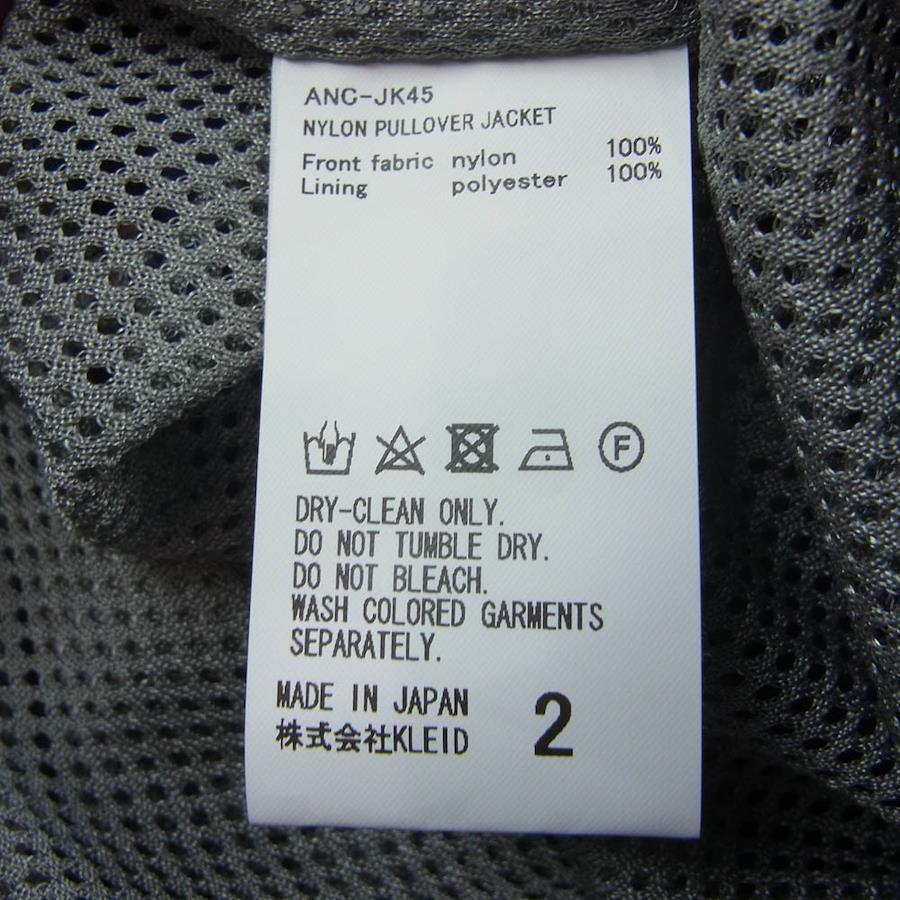 ANC-JK45
NYLON PULLOVER JACKET
Front fabric nylon 100%
Lining polyester 100%
F
DRY-CLEAN ONLY.
DO NOT TUMBLE DRY.
DO NOT BLEACH.
WASH COLORED GARMENTS
SEPARATELY.
MADE IN JAPAN
株式会社KLEID
2